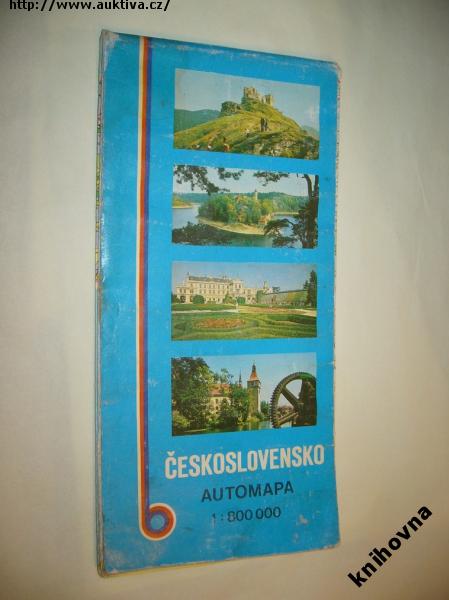 http://www.auktiva.cz/
ČESKOSLOVENSKO
AUTOMAPA
1:800 000
knihovna